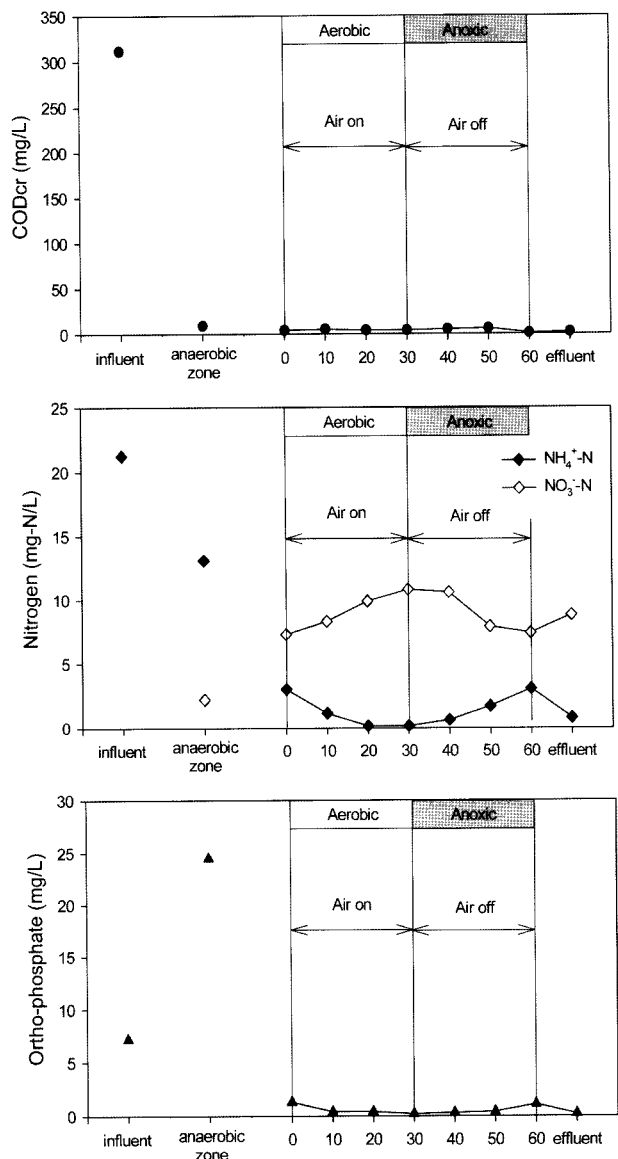 350
300
250
200
150
100
50
0
CODcr (mg/L)
Aerobic Anoxic
Air on Air off
influent anaerobic zone 0 10 20 30 40 50 60 effluent
25
20
15
10
5
0
Nitrogen (mg-N/L)
Aerobic Anoxic
NH₄⁺-N
NO₃⁻-N
Air on Air off
influent anaerobic zone 0 10 20 30 40 50 60 effluent
30
25
20
15
10
5
0
Ortho-phosphate (mg/L)
Aerobic Anoxic
Air on Air off
influent anaerobic zone 0 10 20 30 40 50 60 effluent